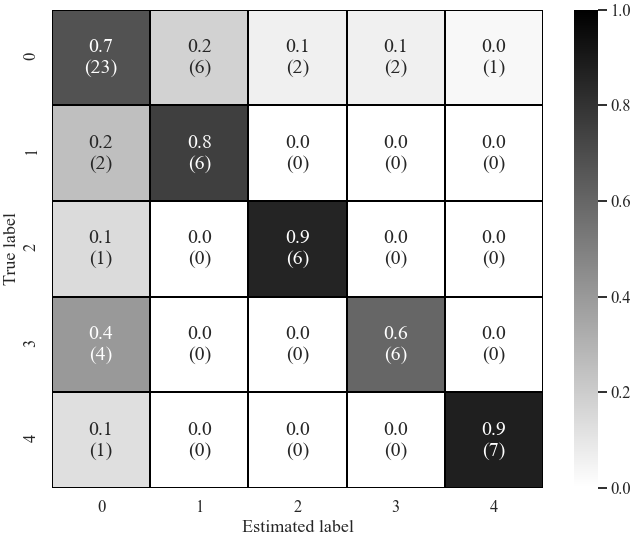 0.7 0.2 0.1 0.1 0.0
(23) (6) (2) (2) (1)
0.2 0.8 0.0 0.0 0.0
(2) (6) (0) (0) (0)
0.1 0.0 0.9 0.0 0.0
(1) (0) (6) (0) (0)
0.4 0.0 0.0 0.6 0.0
(4) (0) (0) (6) (0)
0.1 0.0 0.0 0.0 0.9
(1) (0) (0) (0) (7)
0
1
2
3
4
True label
0 1 2 3 4
Estimated label
1.0
0.8
0.6
0.4
0.2
0.0